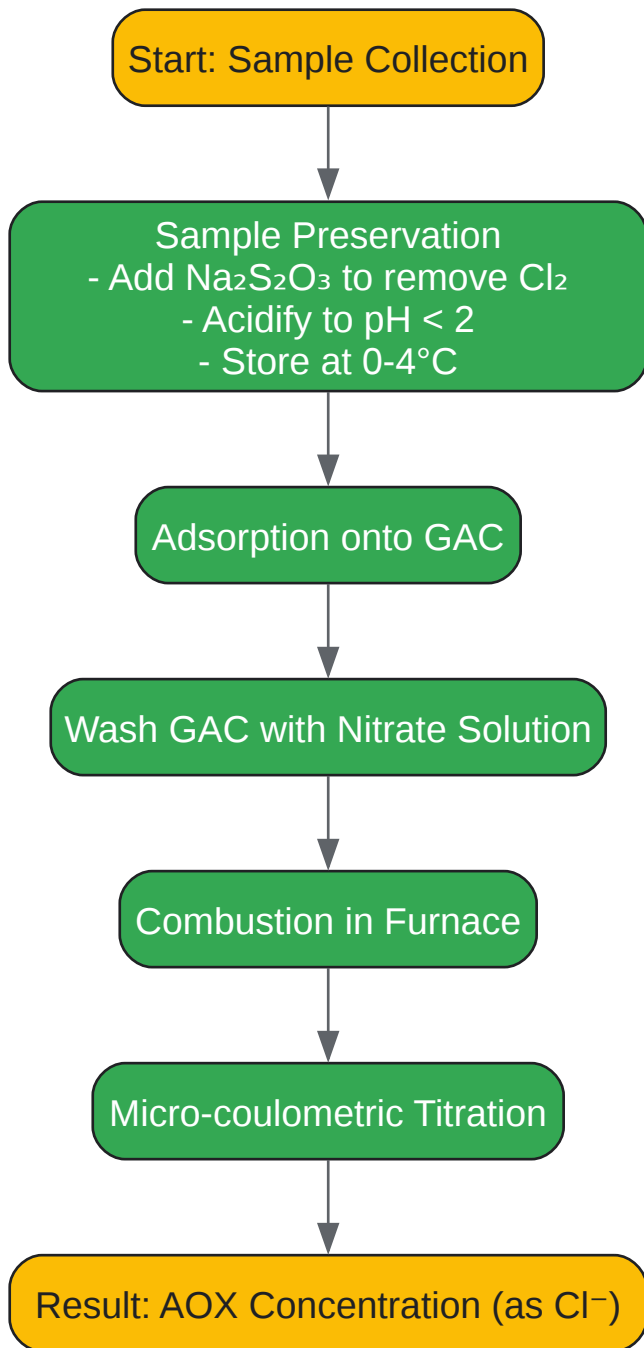 Start: Sample Collection
Sample Preservation
- Add Na₂S₂O₃ to remove Cl₂
- Acidify to pH < 2
- Store at 0-4°C
Adsorption onto GAC
Wash GAC with Nitrate Solution
Combustion in Furnace
Micro-coulometric Titration
Result: AOX Concentration (as Cl⁻)